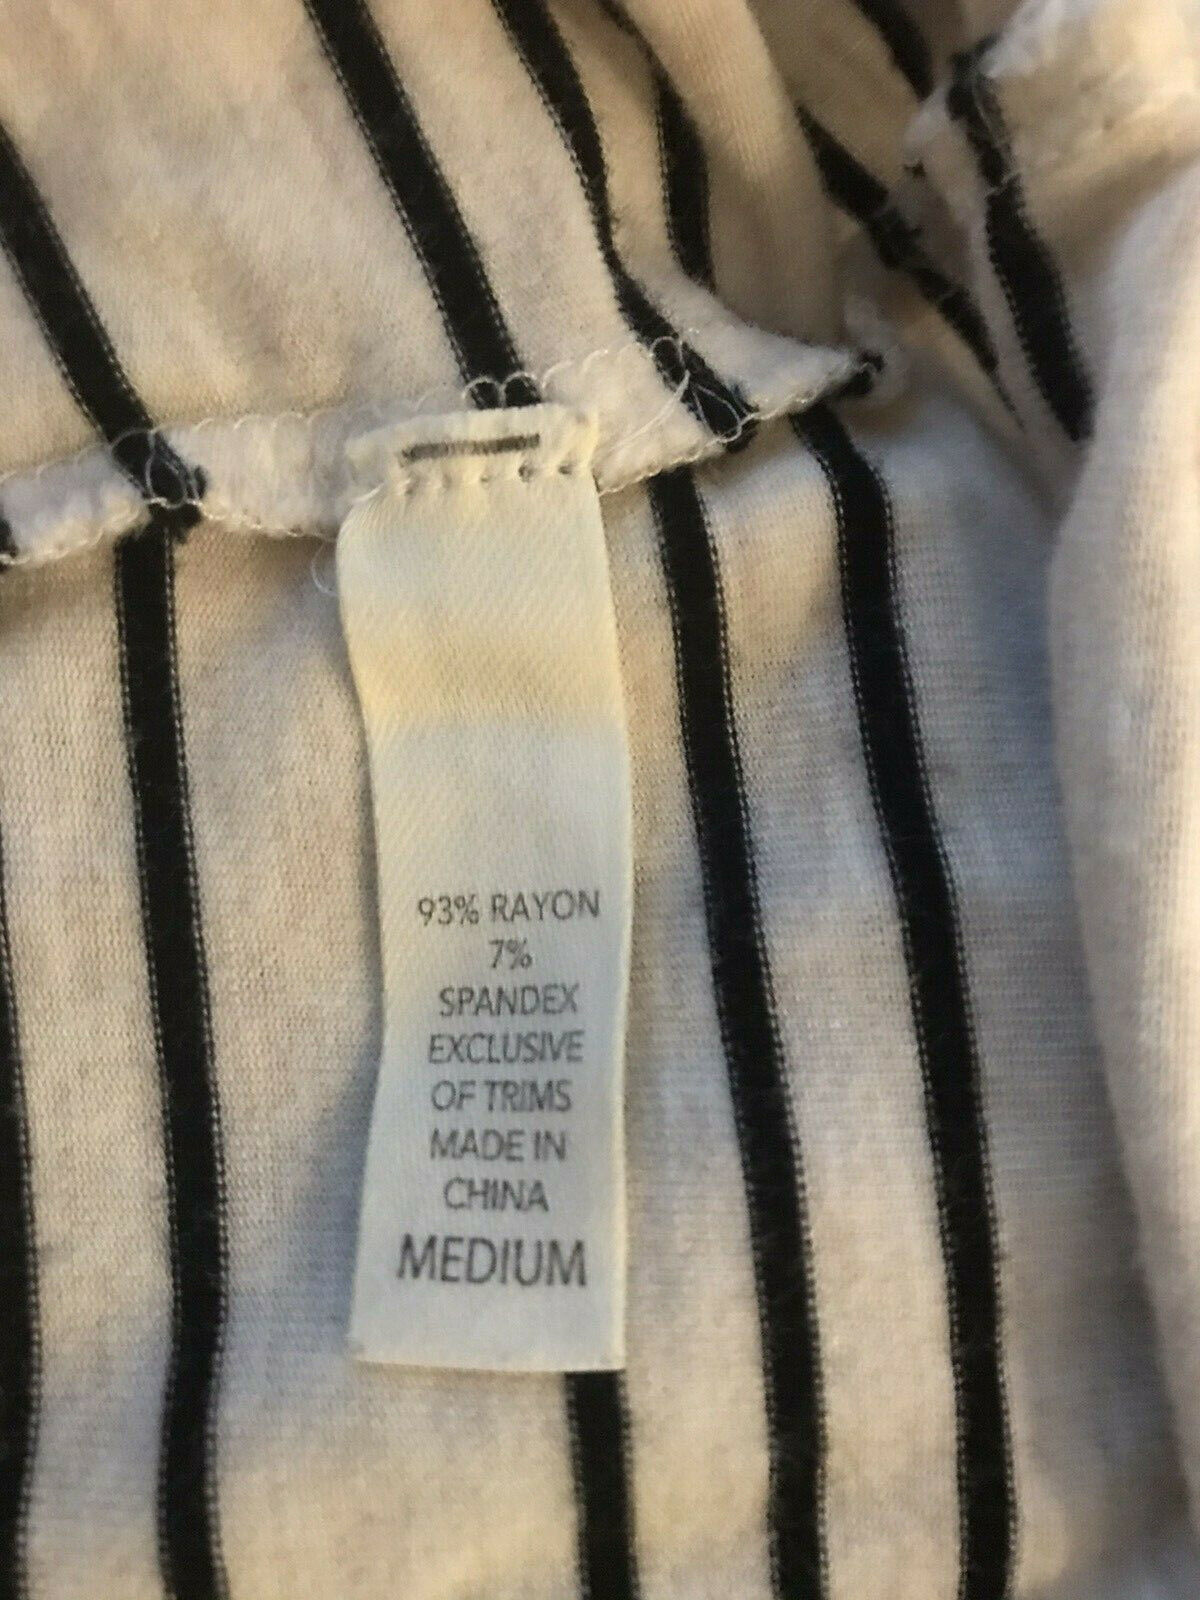 93% RAYON
7%
SPANDEX
EXCLUSIVE
OF TRIMS
MADE IN
CHINA
MEDIUM